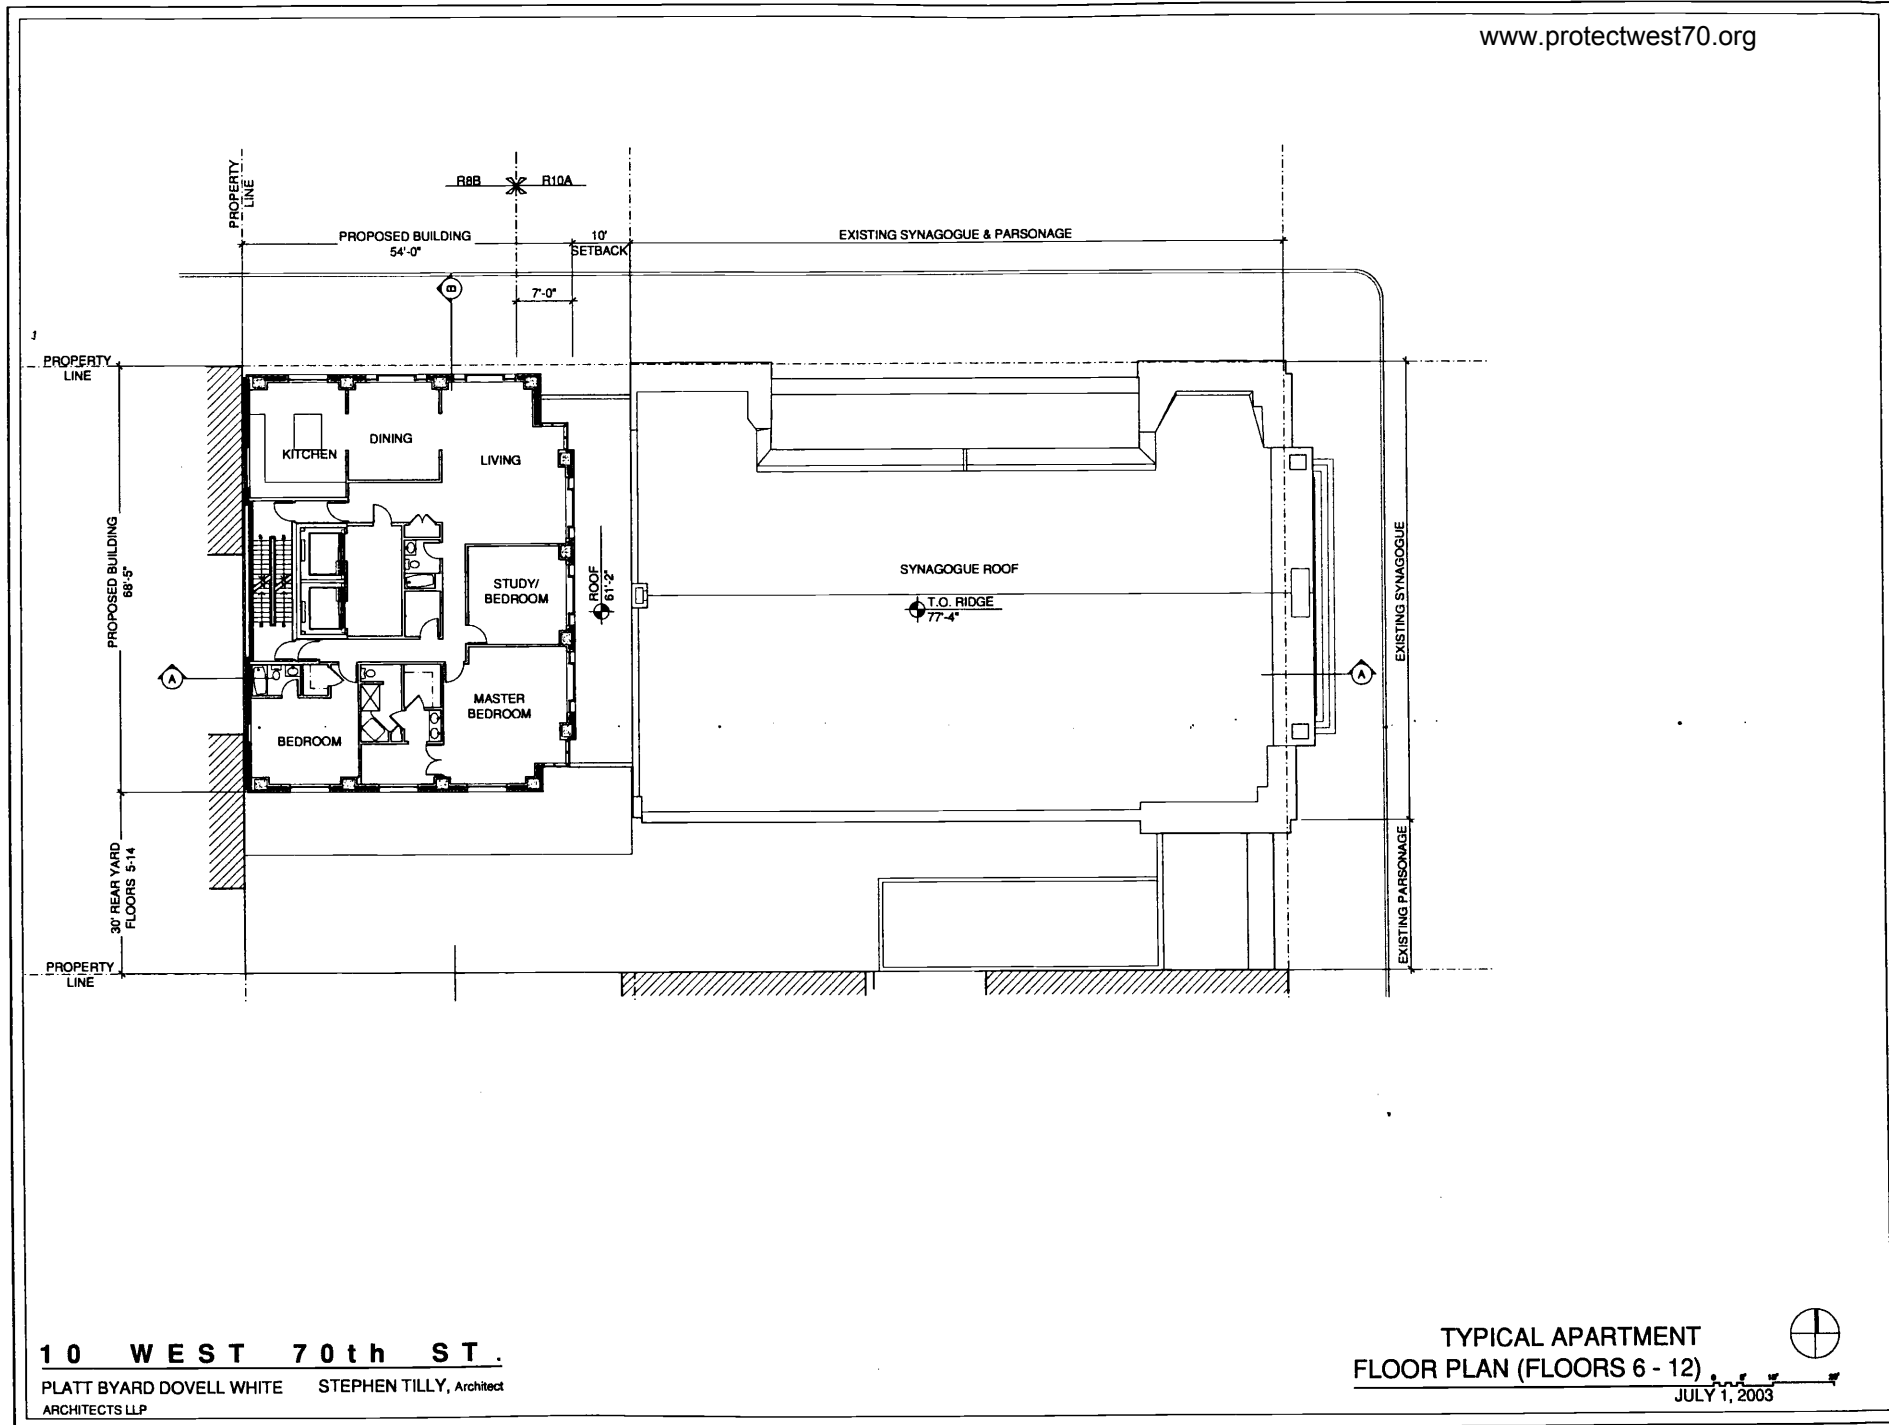 www.protectwest70.org
PROPERTY
LINE
R8B
R10A
PROPOSED BUILDING
54'-0"
10'
SETBACK
EXISTING SYNAGOGUE & PARSONAGE
B
7'-0"
PROPERTY
LINE
KITCHEN
DINING
LIVING
PROPOSED BUILDING
68'-5"
STUDY/
BEDROOM
ROOF
61'-2"
SYNAGOGUE ROOF
T.O. RIDGE
77'-4"
EXISTING SYNAGOGUE
A
A
MASTER
BEDROOM
BEDROOM
30' REAR YARD
FLOORS 5-14
EXISTING PARSONAGE
PROPERTY
LINE
10 WEST 70th ST.
PLATT BYARD DOVELL WHITE STEPHEN TILLY, Architect
ARCHITECTS LLP
TYPICAL APARTMENT
FLOOR PLAN (FLOORS 6 - 12)
JULY 1, 2003